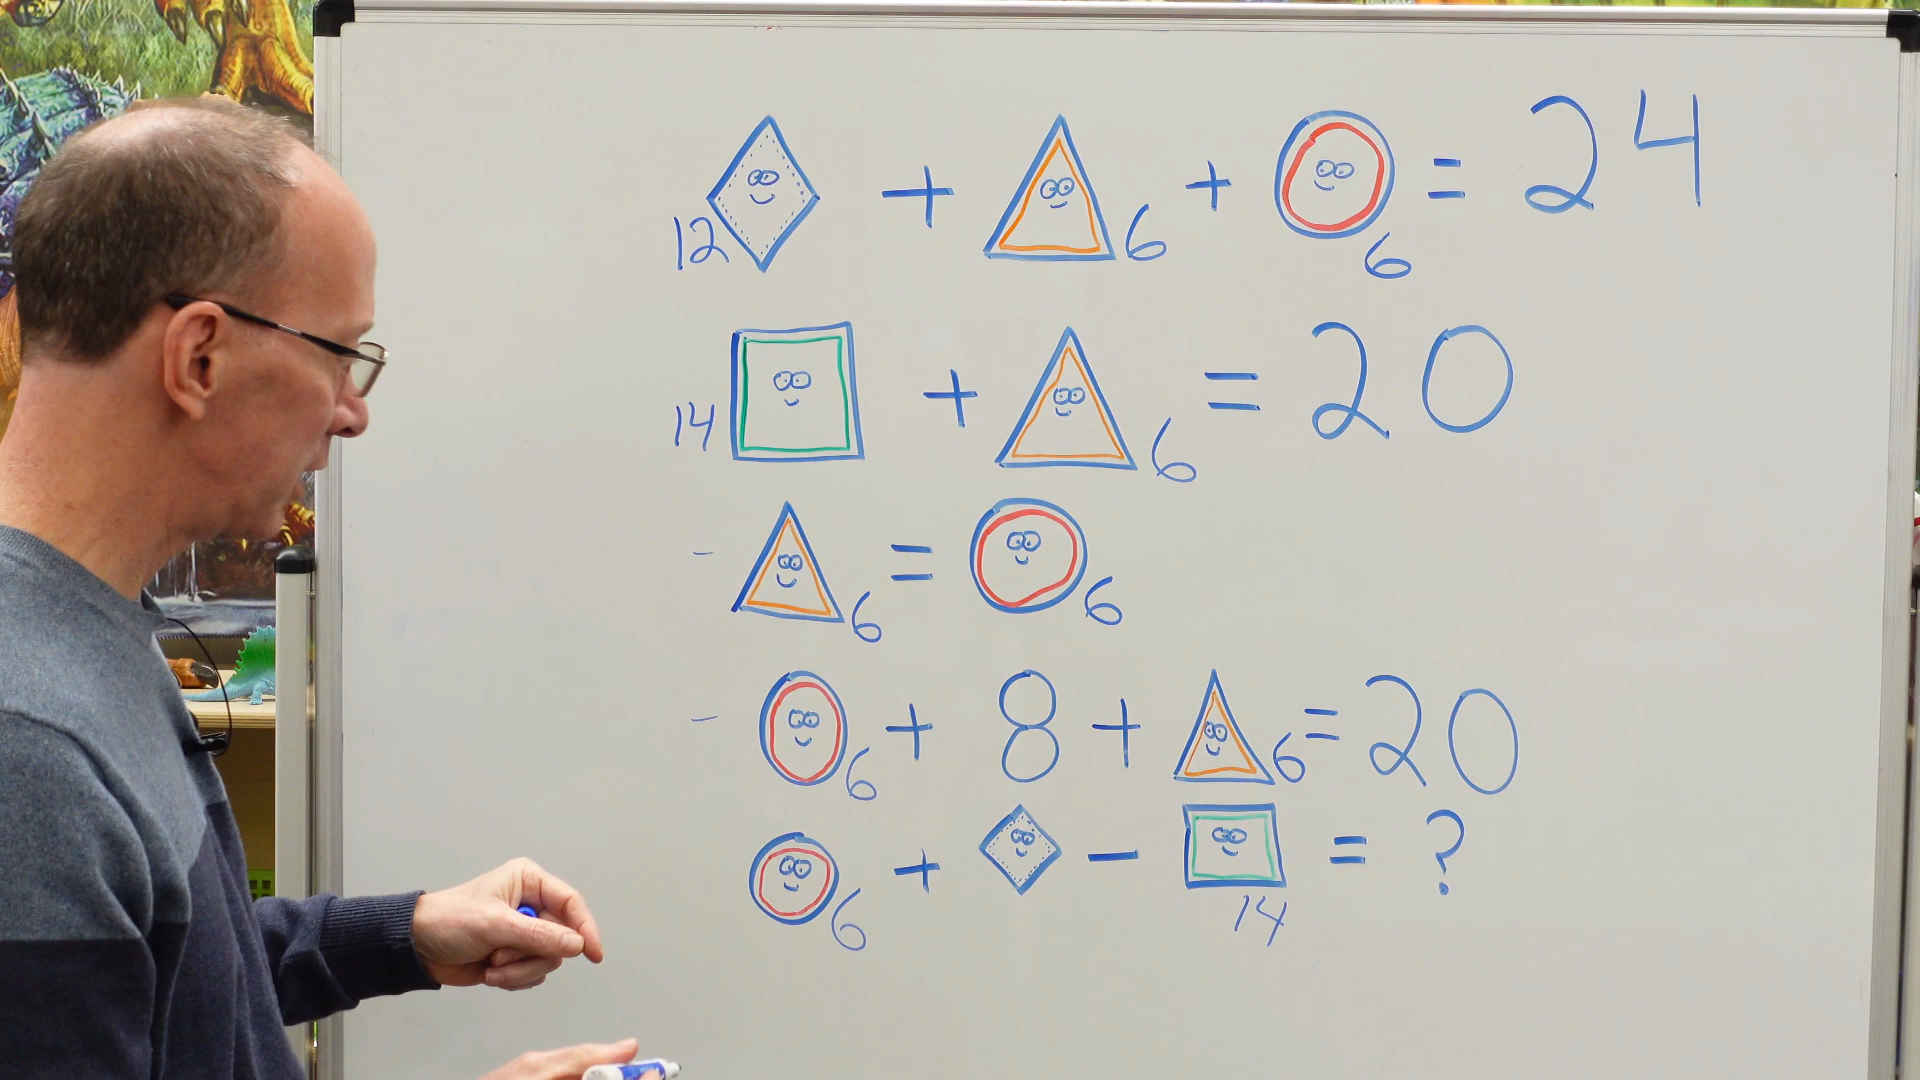 12 + 6 + 6 = 24
14 + 6 = 20
- 6 = 6
- 6 + 8 + 6 = 20
6 + - 14 = ?